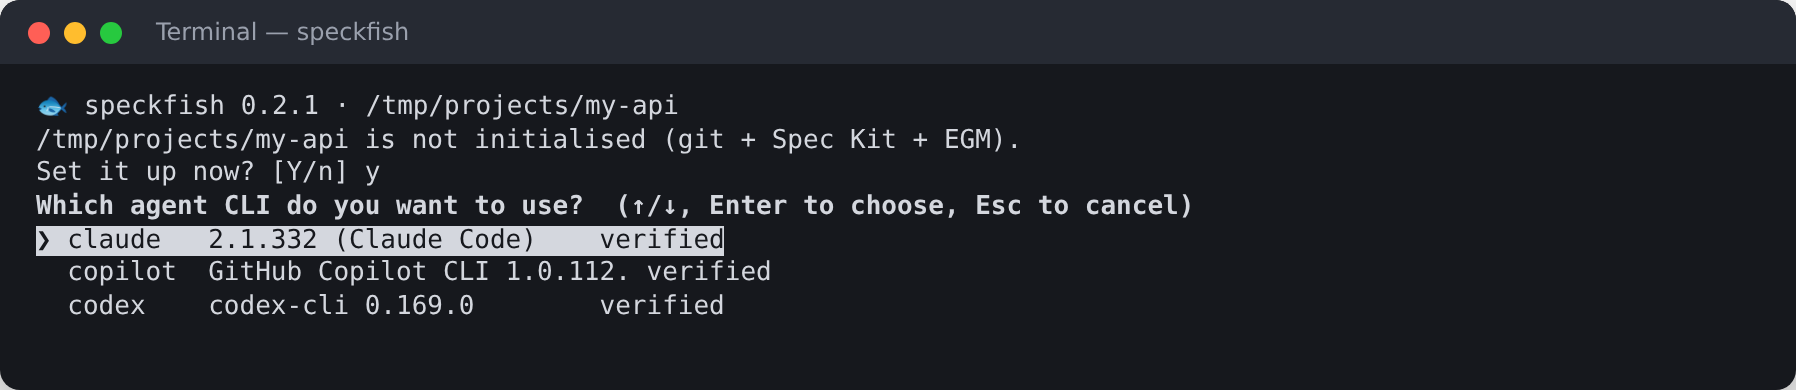 Terminal — speckfish
🐟 speckfish 0.2.1 · /tmp/projects/my-api
/tmp/projects/my-api is not initialised (git + Spec Kit + EGM).
Set it up now? [Y/n] y
Which agent CLI do you want to use?  (↑/↓, Enter to choose, Esc to cancel)
❯ claude   2.1.332 (Claude Code)    verified
  copilot  GitHub Copilot CLI 1.0.112. verified
  codex    codex-cli 0.169.0        verified